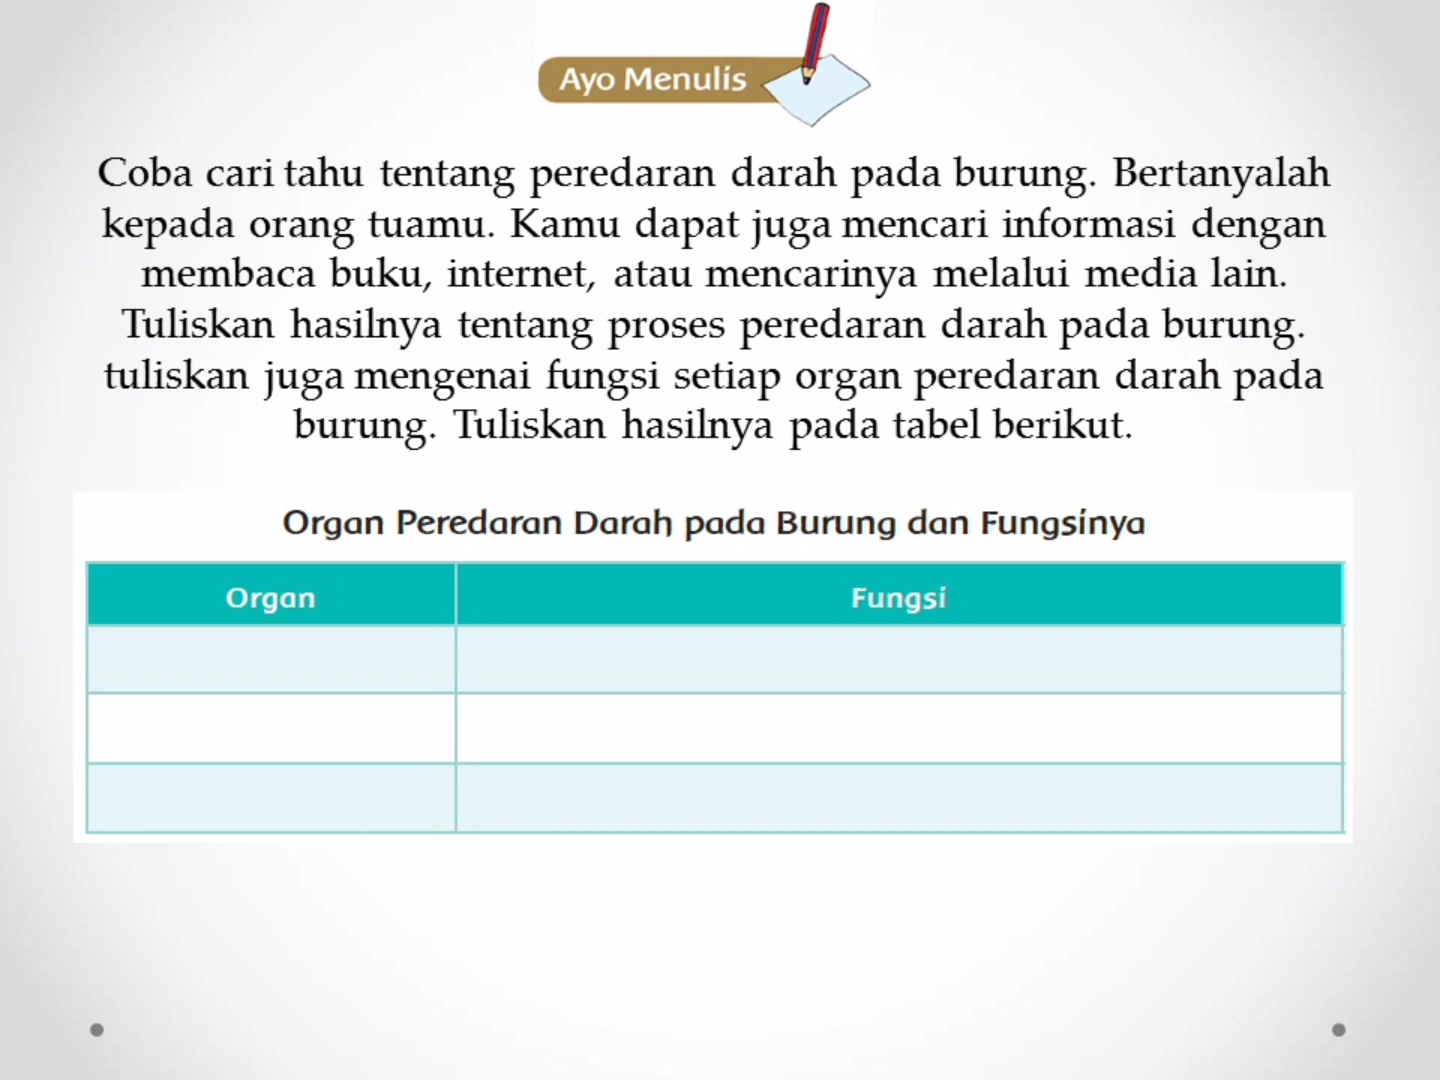 Ayo Menulis
Coba cari tahu tentang peredaran darah pada burung. Bertanyalah
kepada orang tuamu. Kamu dapat juga mencari informasi dengan
membaca buku, internet, atau mencarinya melalui media lain.
Tuliskan hasilnya tentang proses peredaran darah pada burung.
tuliskan juga mengenai fungsi setiap organ peredaran darah pada
burung. Tuliskan hasilnya pada tabel berikut.
Organ Peredaran Darah pada Burung dan Fungsinya
Organ Fungsi